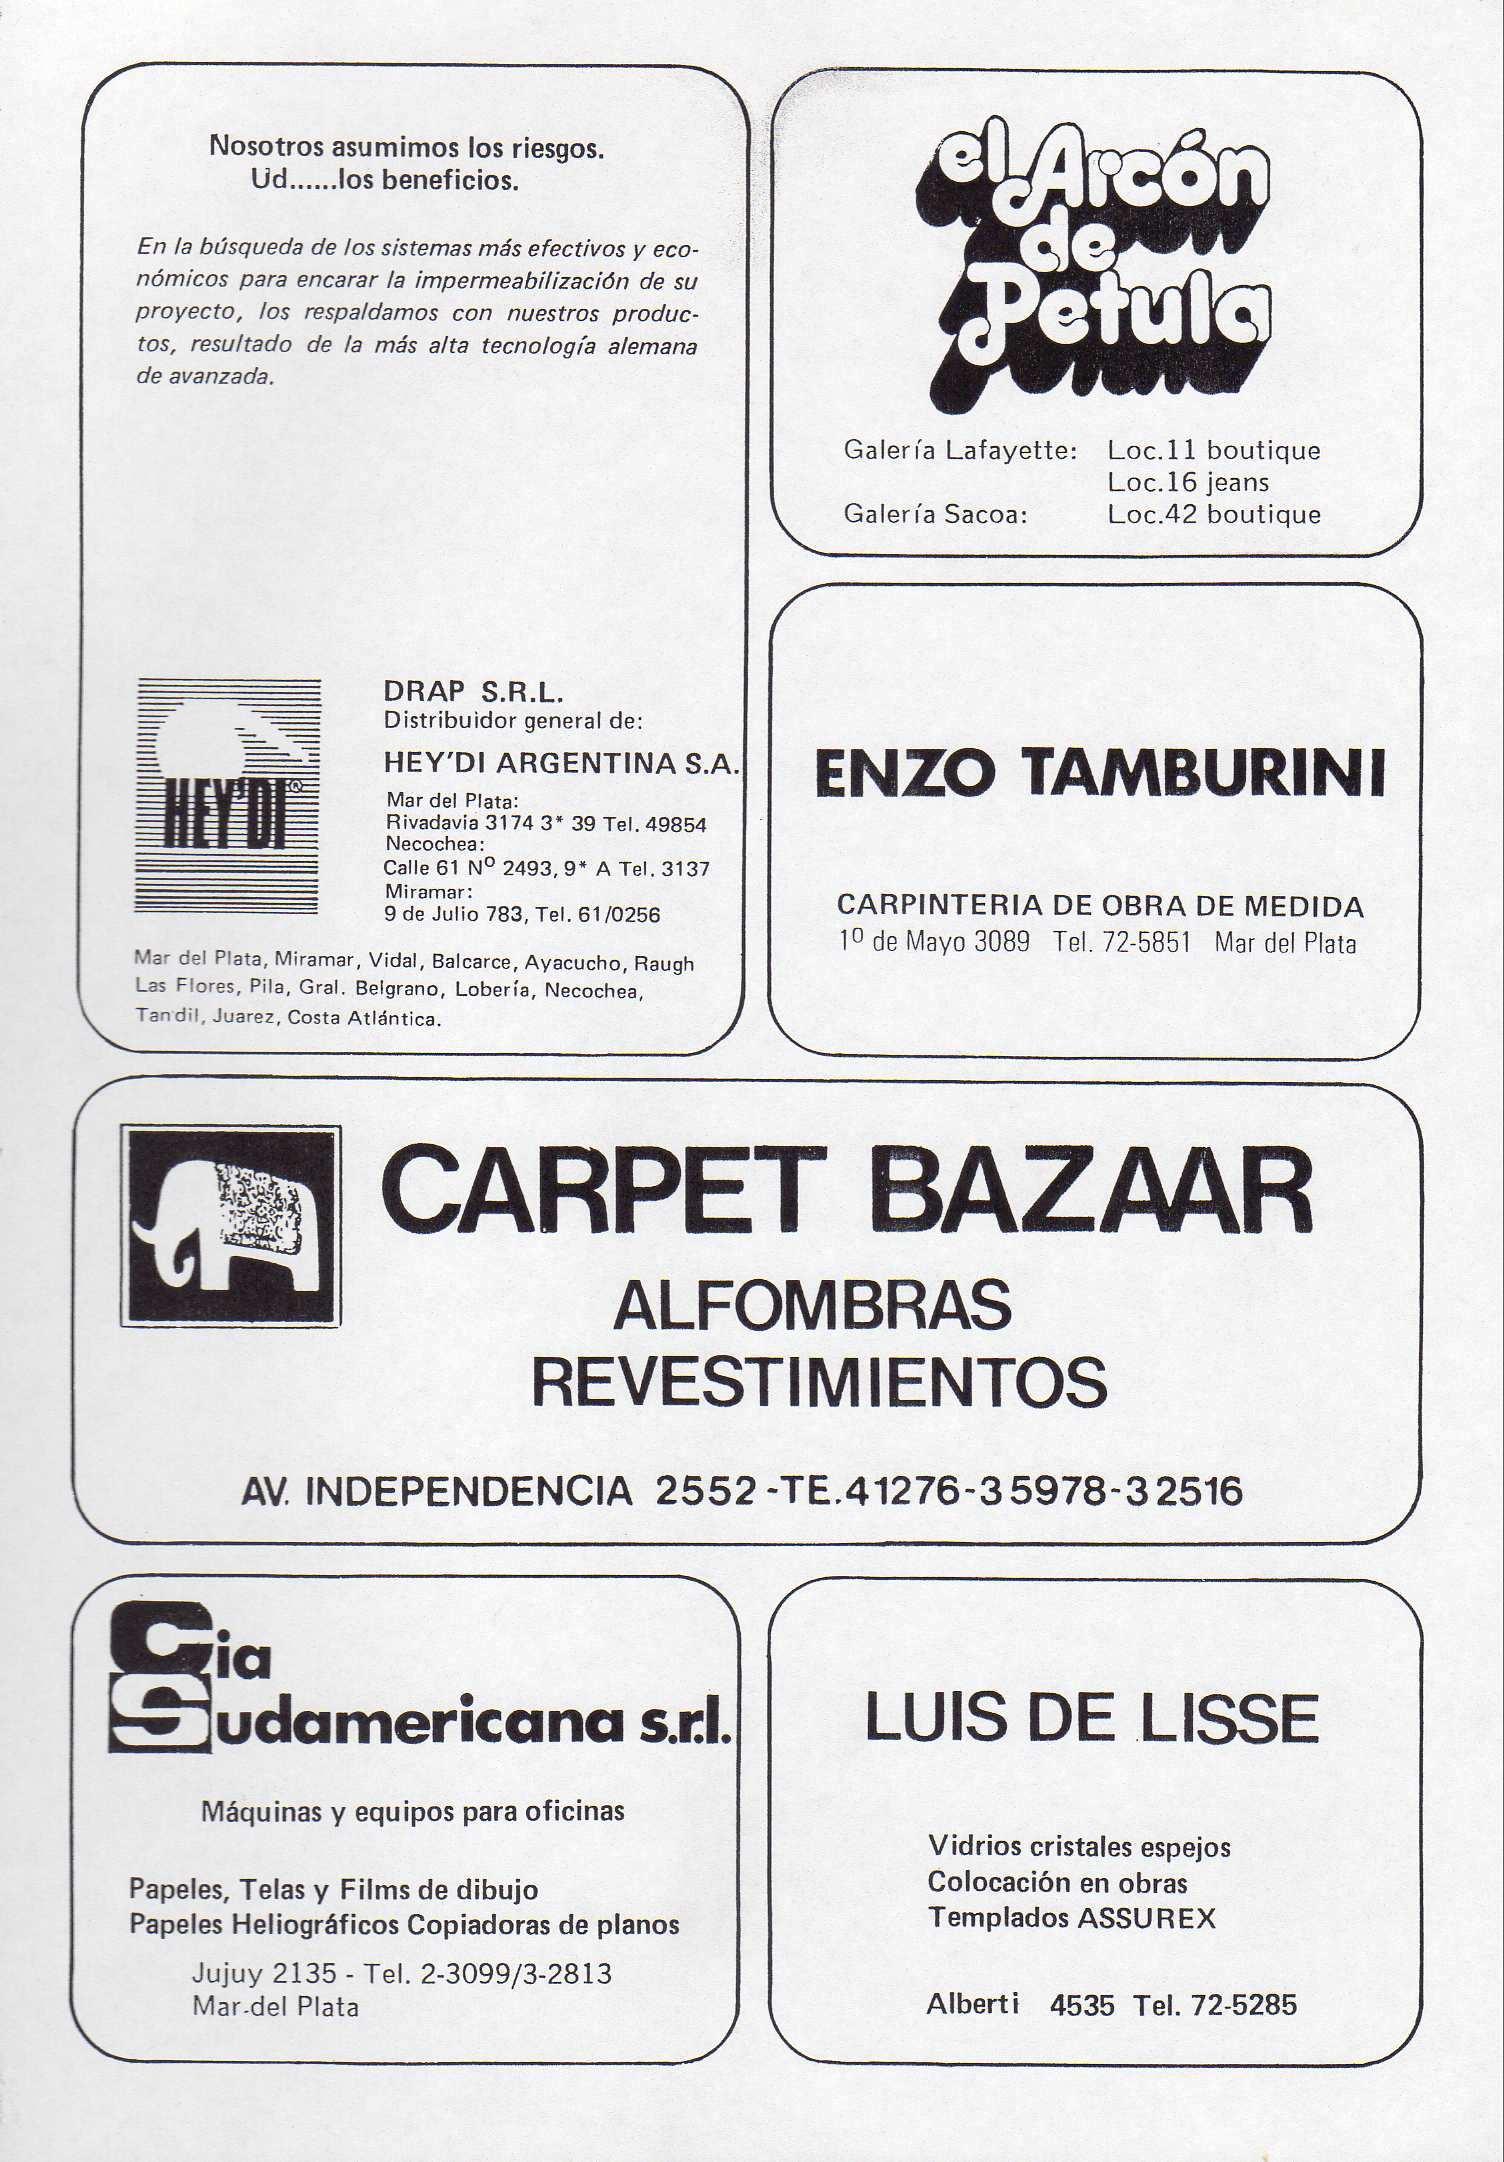 Nosotros asumimos los riesgos.
Ud......los beneficios.
En la búsqueda de los sistemas más efectivos y eco-
nómicos para encarar la impermeabilización de su
proyecto, los respaldamos con nuestros produc-
tos, resultado de la más alta tecnología alemana
de avanzada.
HEY'DI®
DRAP S.R.L.
Distribuidor general de:
HEY'DI ARGENTINA S.A.
Mar del Plata:
Rivadavia 3174 3* 39 Tel. 49854
Necochea:
Calle 61 Nº 2493, 9* A Tel. 3137
Miramar:
9 de Julio 783, Tel. 61/0256
Mar del Plata, Miramar, Vidal, Balcarce, Ayacucho, Raugh
Las Flores, Pila, Gral. Belgrano, Lobería, Necochea,
Tandil, Juarez, Costa Atlántica.
el Arcón
de
Petula
Galería Lafayette: Loc.11 boutique
Loc.16 jeans
Galería Sacoa: Loc.42 boutique
ENZO TAMBURINI
CARPINTERIA DE OBRA DE MEDIDA
1º de Mayo 3089 Tel. 72-5851 Mar del Plata
CARPET BAZAAR
ALFOMBRAS
REVESTIMIENTOS
AV. INDEPENDENCIA 2552-TE.41276-35978-32516
Cia
Sudamericana s.r.l.
Máquinas y equipos para oficinas
Papeles, Telas y Films de dibujo
Papeles Heliográficos Copiadoras de planos
Jujuy 2135 - Tel. 2-3099/3-2813
Mar-del Plata
LUIS DE LISSE
Vidrios cristales espejos
Colocación en obras
Templados ASSUREX
Alberti 4535 Tel. 72-5285